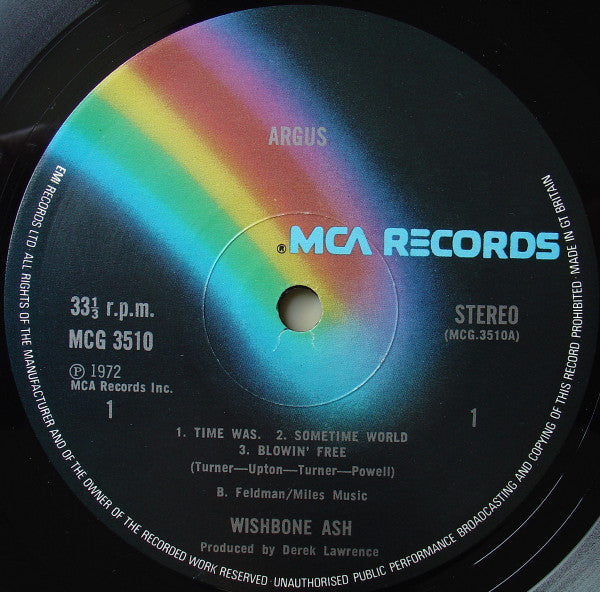 ARGUS
® MCA RECORDS
33⅓ r.p.m.
MCG 3510
Ⓟ 1972
MCA Records Inc.
1
STEREO
(MCG.3510A)
1
1. TIME WAS. 2. SOMETIME WORLD
3. BLOWIN' FREE
(Turner—Upton—Turner—Powell)
B. Feldman/Miles Music
WISHBONE ASH
Produced by Derek Lawrence
EMI RECORDS LTD ALL RIGHTS OF THE MANUFACTURER AND OF THE OWNER OF THE RECORDED WORK RESERVED UNAUTHORISED PUBLIC PERFORMANCE BROADCASTING AND COPYING OF THIS RECORD PROHIBITED MADE IN GT BRITAIN